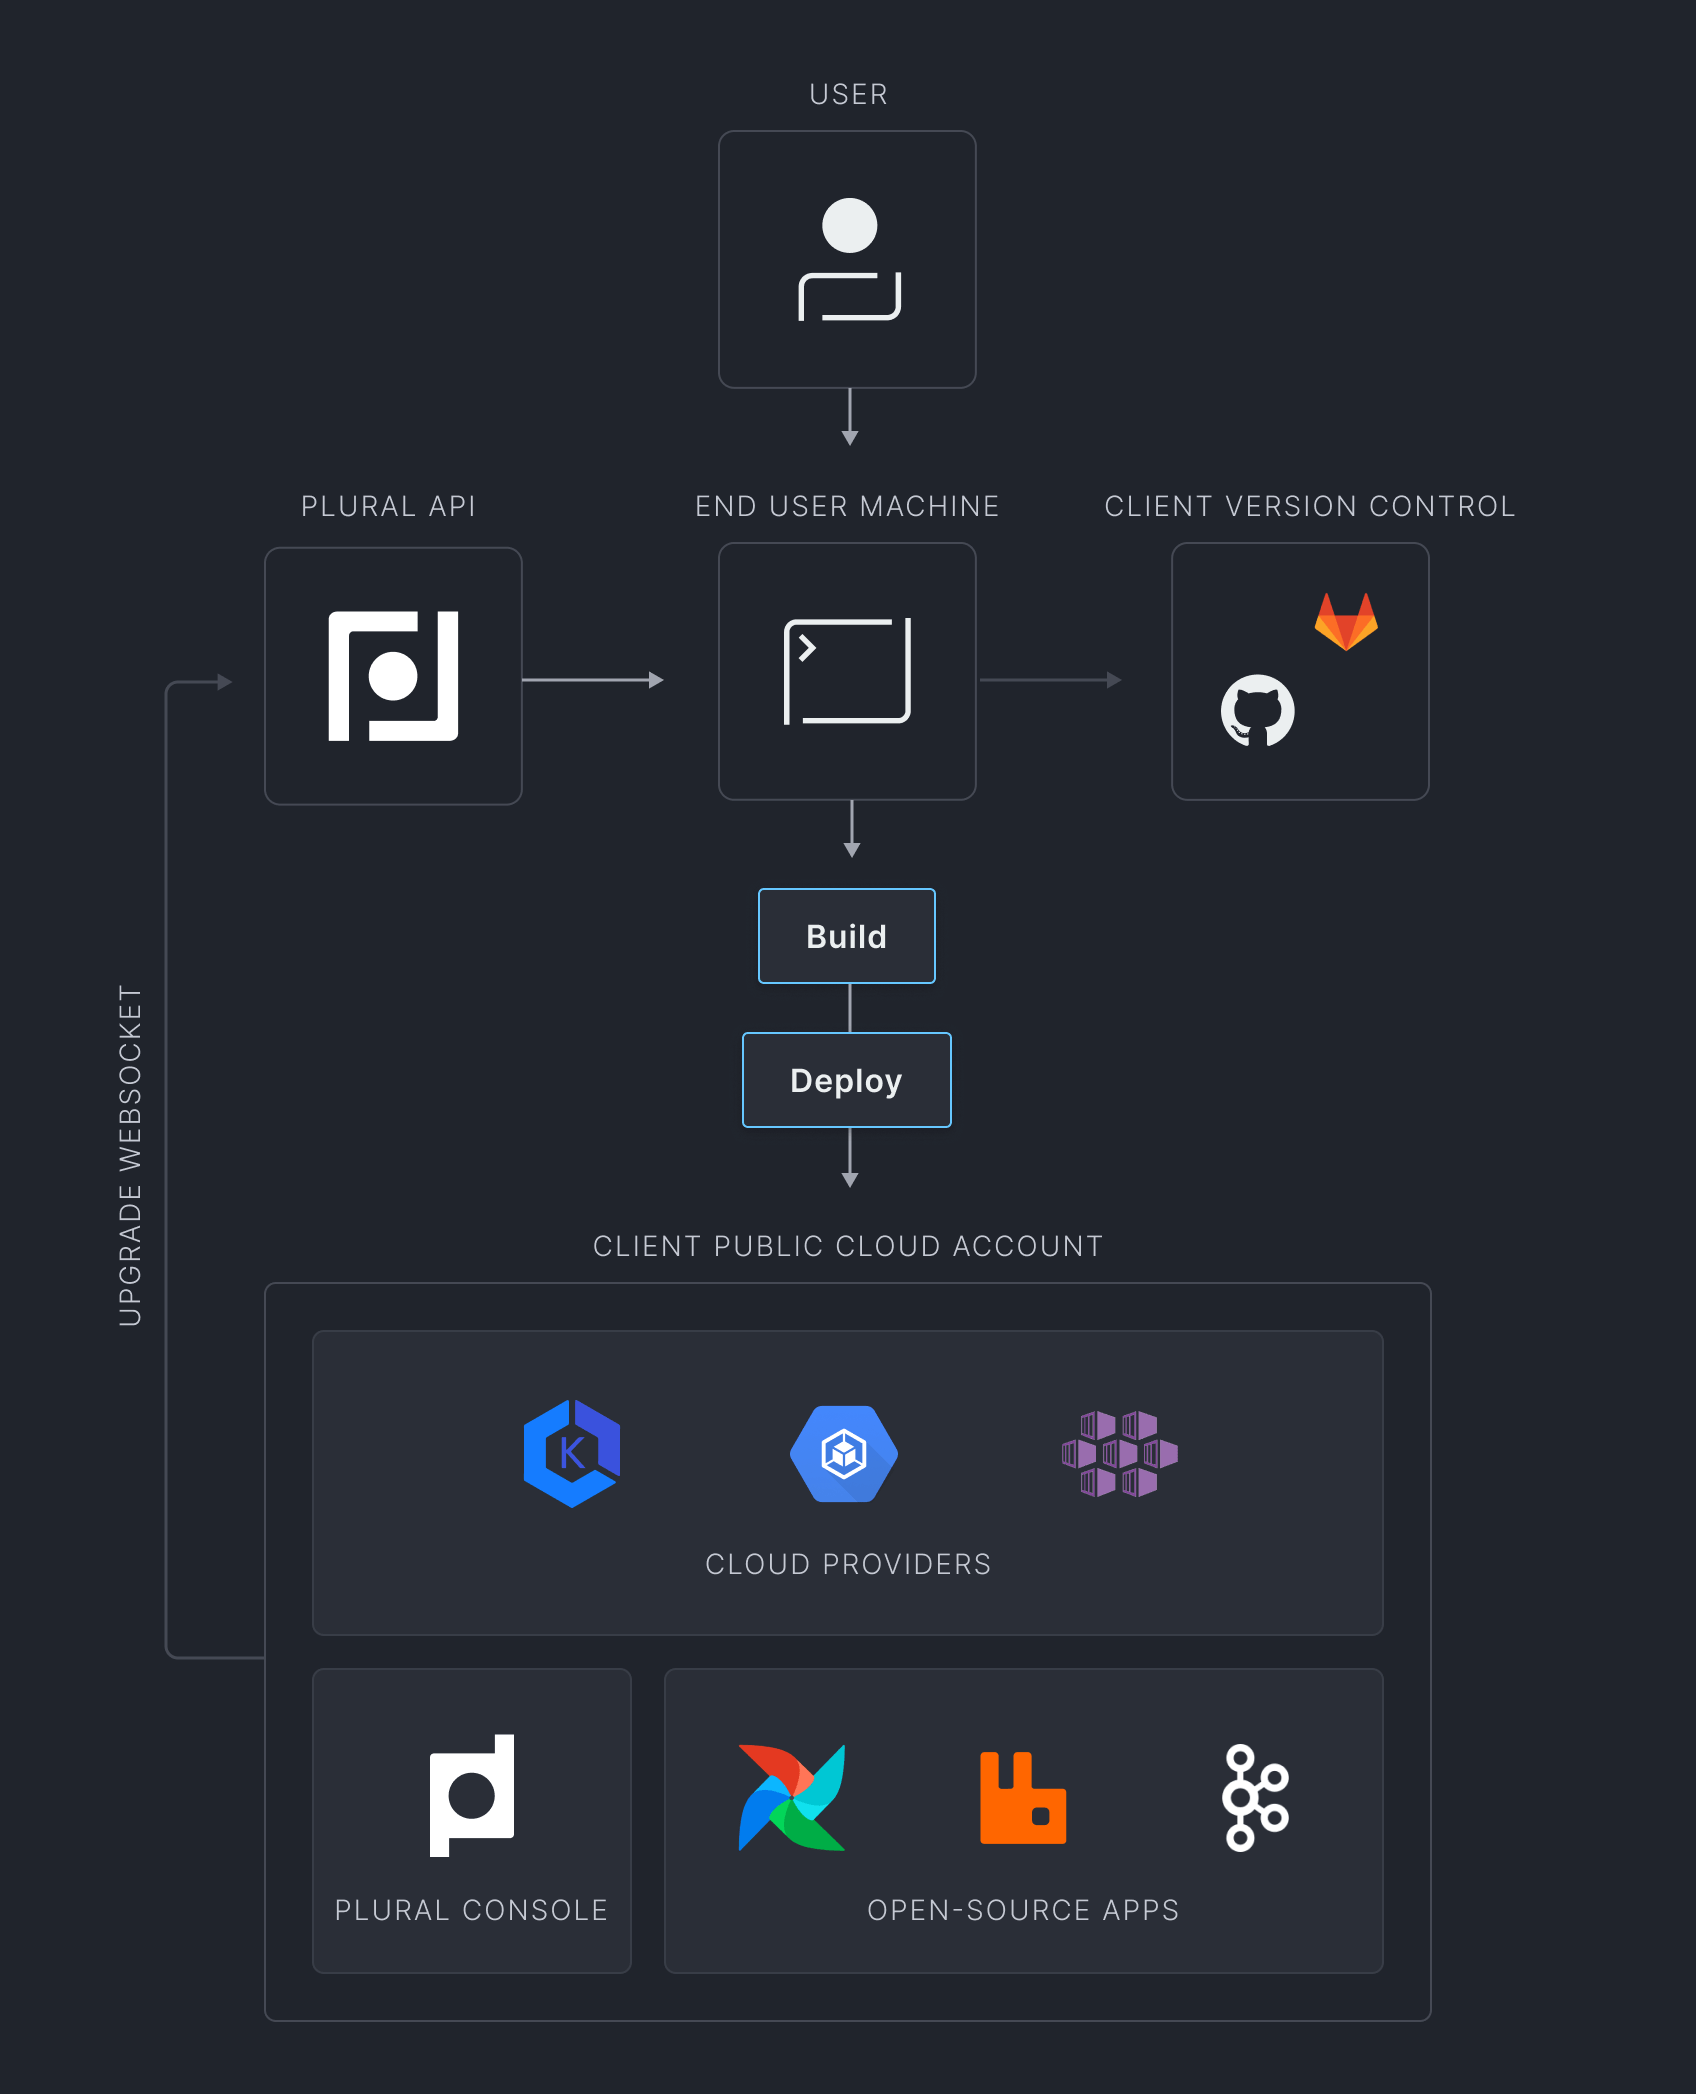 USER
PLURAL API
END USER MACHINE
CLIENT VERSION CONTROL
Build
Deploy
UPGRADE WEBSOCKET
CLIENT PUBLIC CLOUD ACCOUNT
K
CLOUD PROVIDERS
PLURAL CONSOLE
OPEN-SOURCE APPS